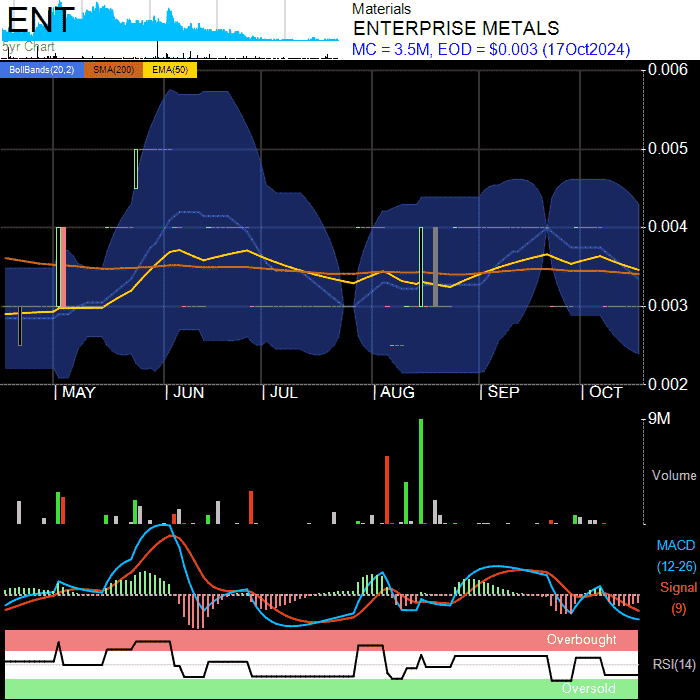 ENT
5yr Chart
Materials
ENTERPRISE METALS
MC = 3.5M, EOD = $0.003 (17Oct2024)
BollBands(20,2) SMA(200) EMA(50)
0.006
0.005
0.004
0.003
0.002
MAY JUN JUL AUG SEP OCT
9M
Volume
MACD
(12-26)
Signal
(9)
Overbought
RSI(14)
Oversold